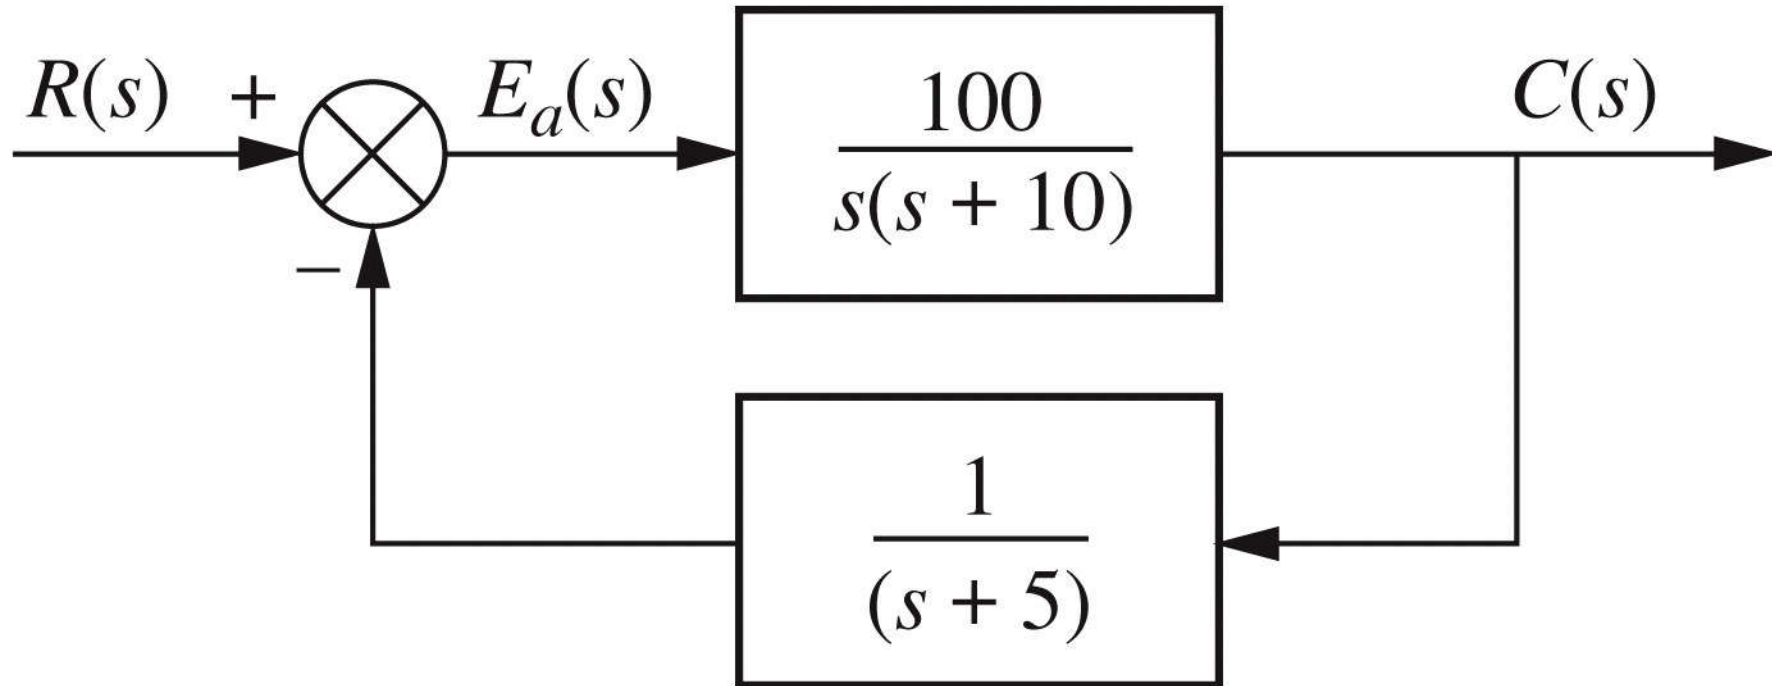 R(s)
+
E_a(s)
100
s(s + 10)
C(s)
−
1
(s + 5)